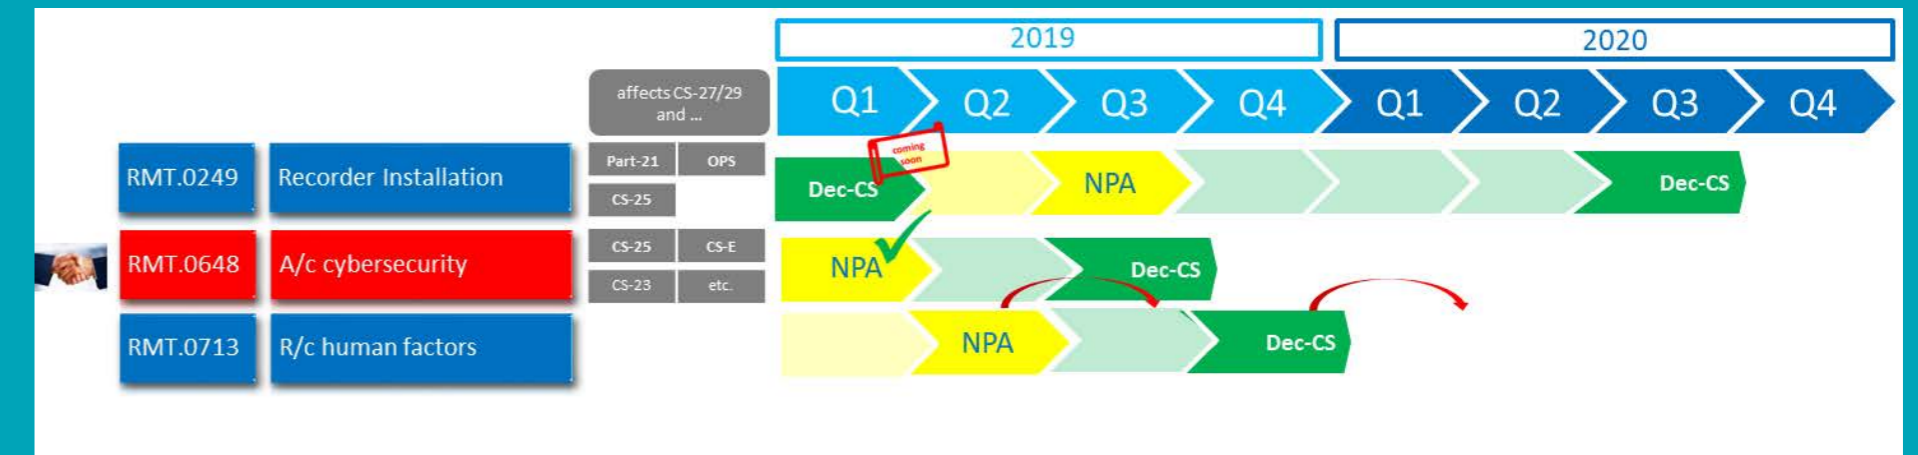 2019
2020
affects CS-27/29
and ...
Q1
Q2
Q3
Q4
Q1
Q2
Q3
Q4
RMT.0249
Recorder Installation
Part-21
OPS
CS-25
Dec-CS
coming
soon
NPA
Dec-CS
RMT.0648
A/c cybersecurity
CS-25
CS-E
CS-23
etc.
NPA
Dec-CS
RMT.0713
R/c human factors
NPA
Dec-CS